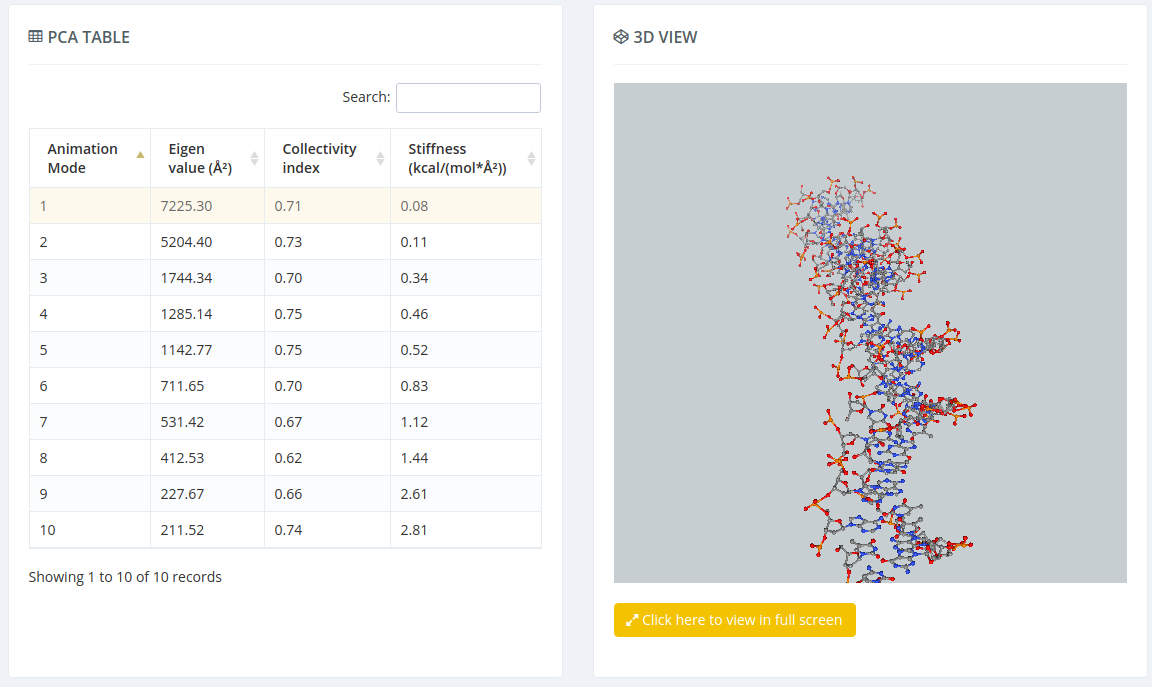 PCA TABLE
Search:
Animation Mode Eigen value (Å²) Collectivity index Stiffness (kcal/(mol*Å²))
1 7225.30 0.71 0.08
2 5204.40 0.73 0.11
3 1744.34 0.70 0.34
4 1285.14 0.75 0.46
5 1142.77 0.75 0.52
6 711.65 0.70 0.83
7 531.42 0.67 1.12
8 412.53 0.62 1.44
9 227.67 0.66 2.61
10 211.52 0.74 2.81
Showing 1 to 10 of 10 records
3D VIEW
Click here to view in full screen